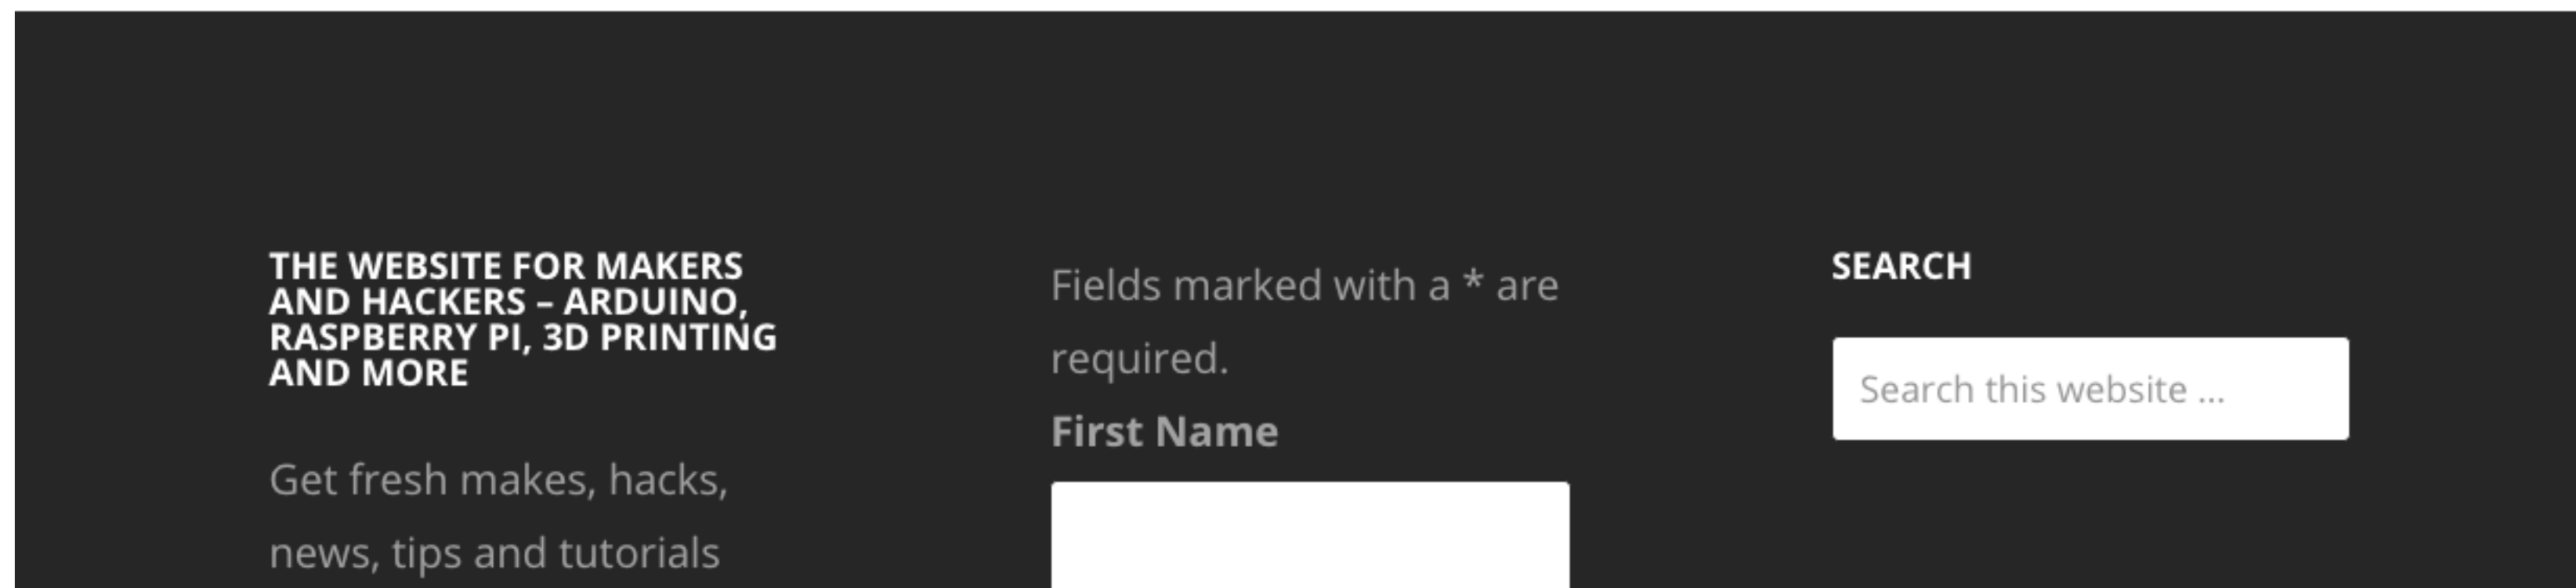 THE WEBSITE FOR MAKERS
AND HACKERS – ARDUINO,
RASPBERRY PI, 3D PRINTING
AND MORE
Get fresh makes, hacks,
news, tips and tutorials
Fields marked with a * are
required.
First Name
SEARCH
Search this website ...